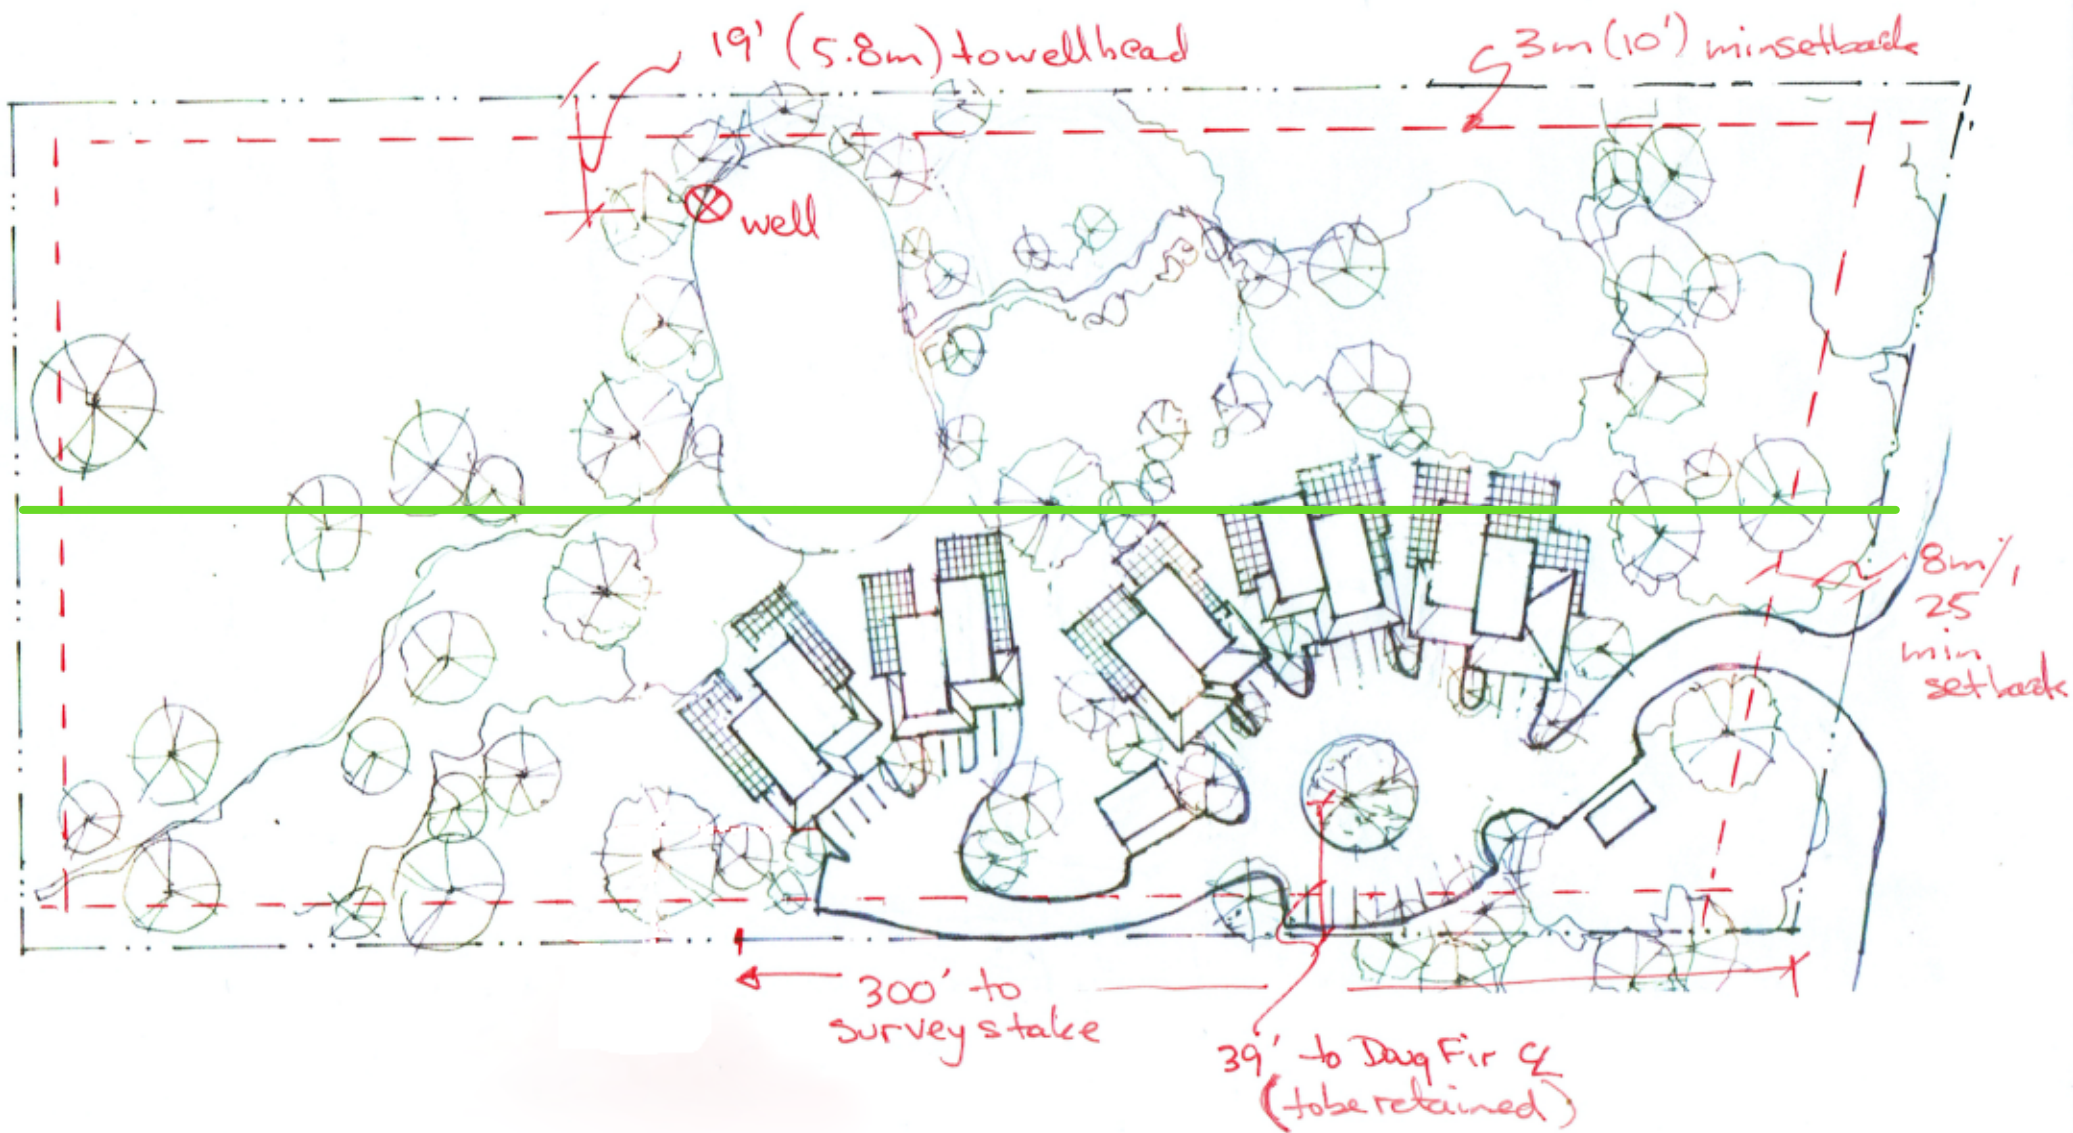 19' (5.8m) to wellhead
3m (10') min setback
well
8m/
25'
min
setback
300' to
survey stake
39' to Doug Fir ℄
(to be retained)